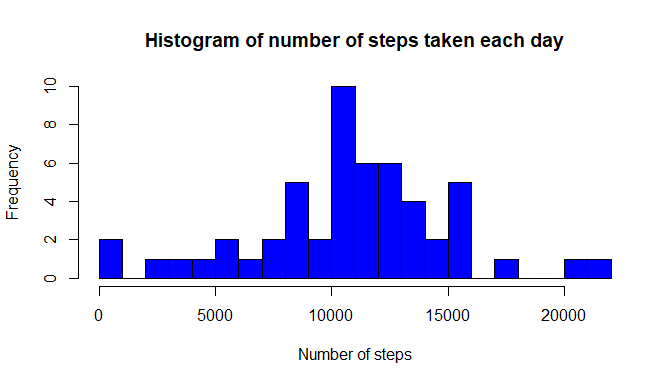 Histogram of number of steps taken each day
Frequency
10
8
6
4
2
0
0 5000 10000 15000 20000
Number of steps